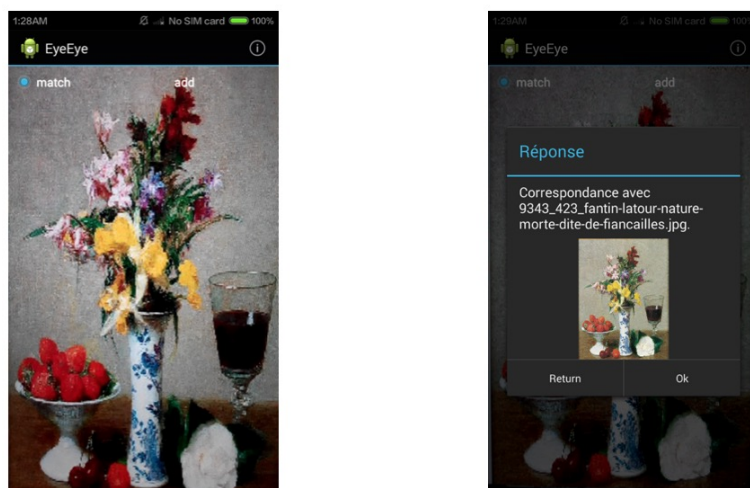 1:28AM No SIM card 100%
EyeEye
match add
1:29AM No SIM card 100%
EyeEye
match add
Réponse
Correspondance avec
9343_423_fantin-latour-nature-
morte-dite-de-fiancailles.jpg.
Return Ok